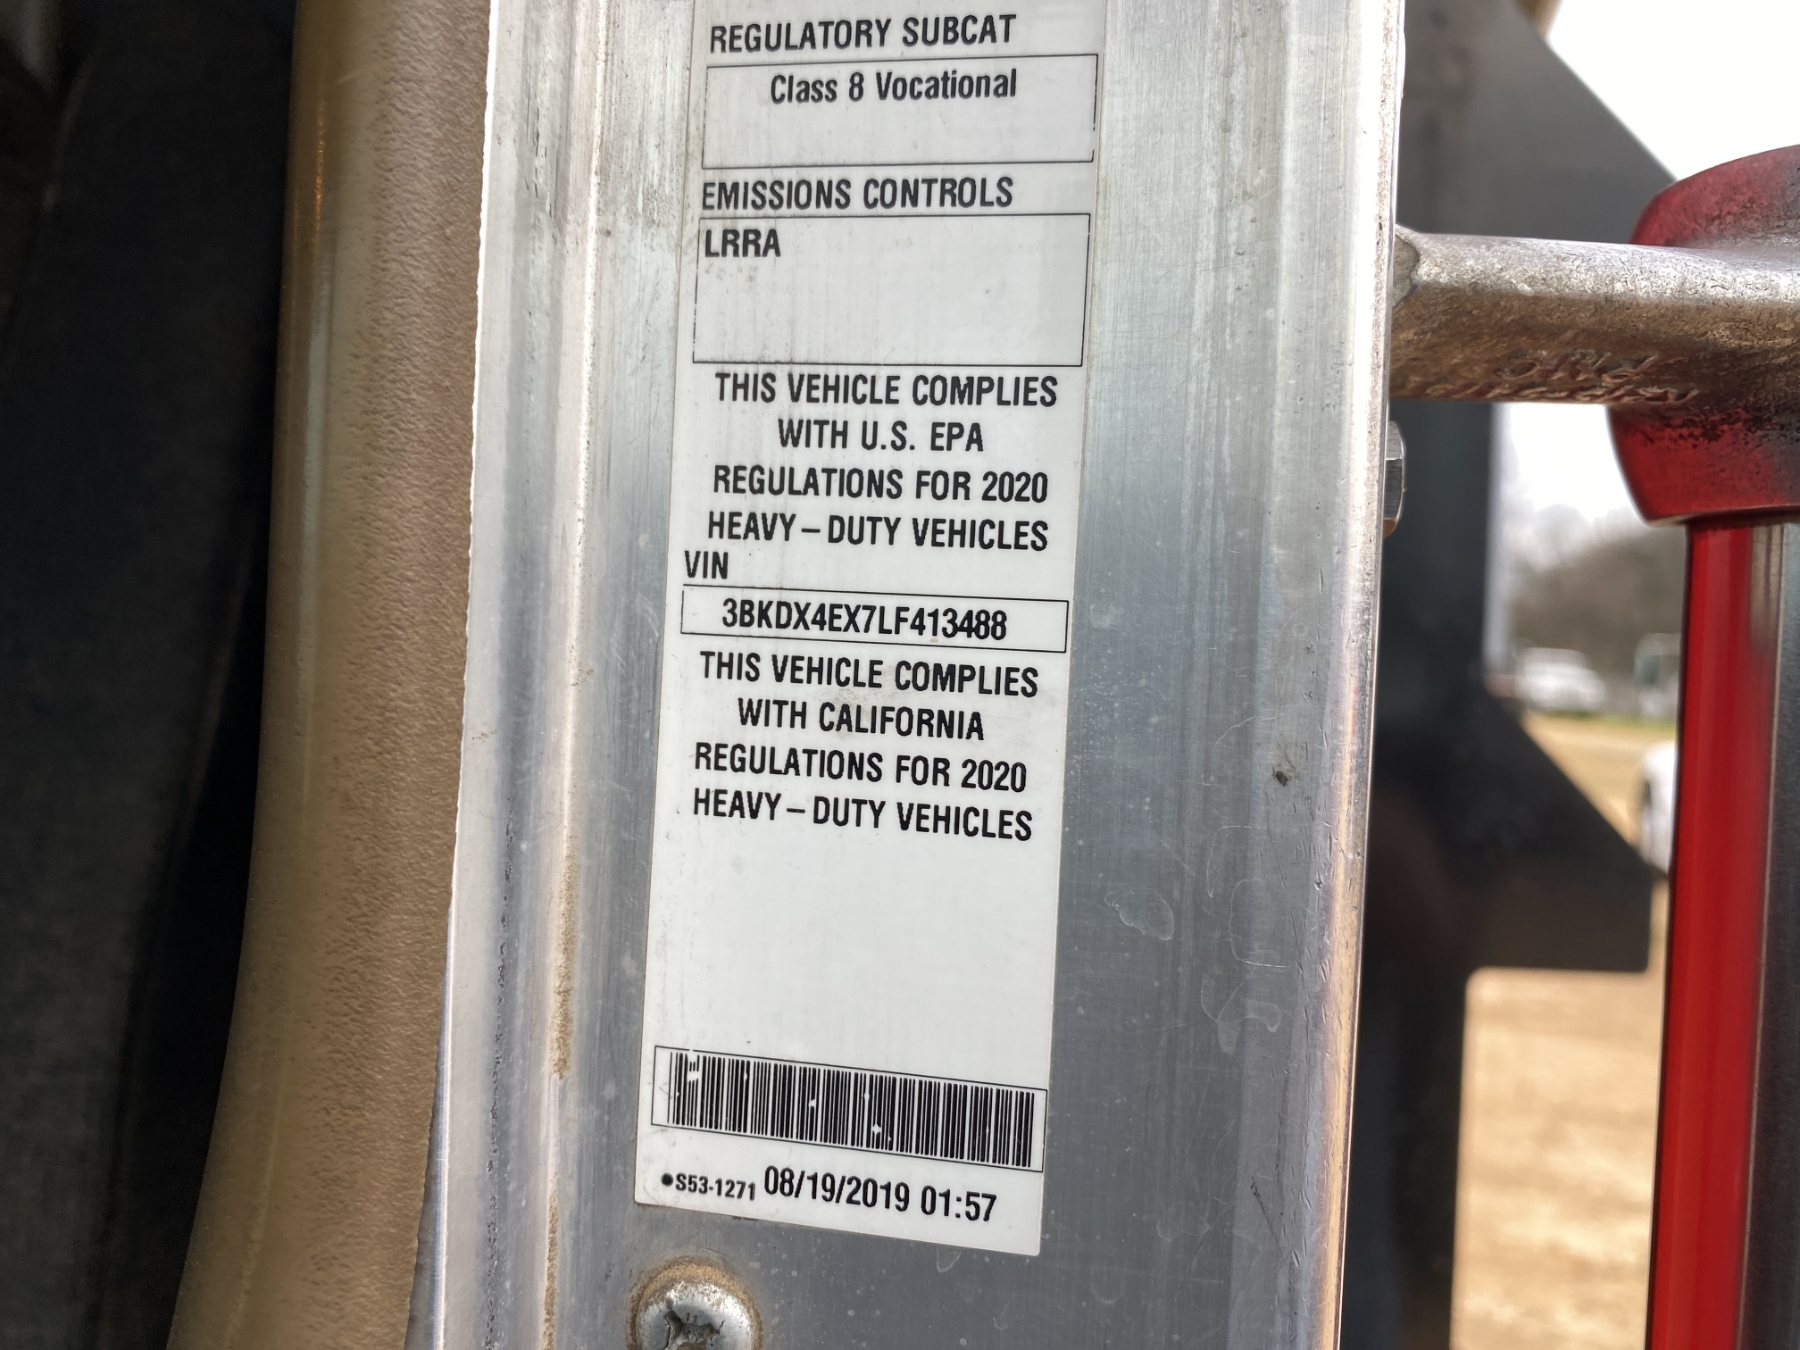 REGULATORY SUBCAT
Class 8 Vocational
EMISSIONS CONTROLS
LRRA
THIS VEHICLE COMPLIES
WITH U.S. EPA
REGULATIONS FOR 2020
HEAVY–DUTY VEHICLES
VIN
3BKDX4EX7LF413488
THIS VEHICLE COMPLIES
WITH CALIFORNIA
REGULATIONS FOR 2020
HEAVY–DUTY VEHICLES
•S53-1271 08/19/2019 01:57